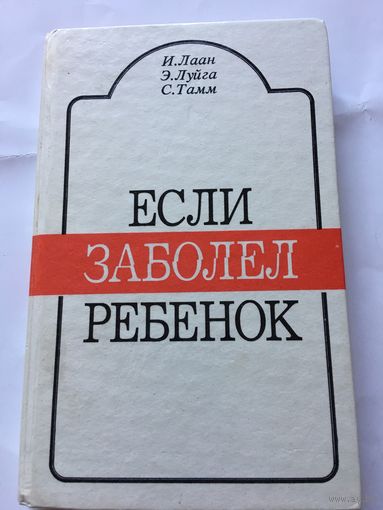 И.Лаан
Э.Луйга
С.Тамм
ЕСЛИ
ЗАБОЛЕЛ
РЕБЕНОК